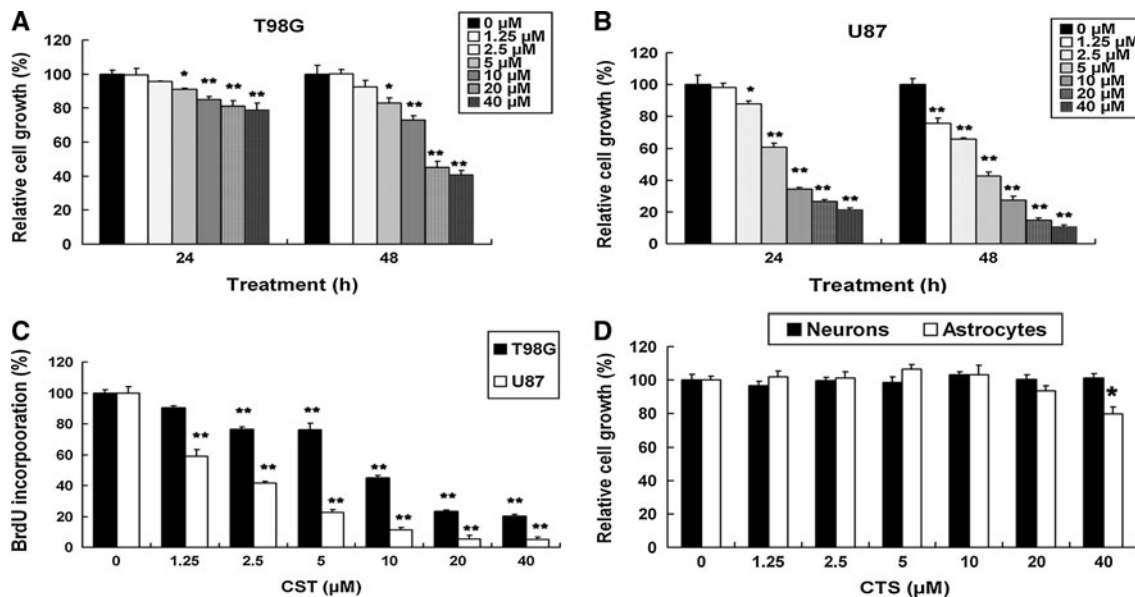 A
T98G
Relative cell growth (%)
120
100
80
60
40
20
0
* ** ** **
* ** ** **
0 µM
1.25 µM
2.5 µM
5 µM
10 µM
20 µM
40 µM
24 48
Treatment (h)
B
U87
Relative cell growth (%)
120
100
80
60
40
20
0
* ** ** ** **
** ** ** ** ** **
0 µM
1.25 µM
2.5 µM
5 µM
10 µM
20 µM
40 µM
24 48
Treatment (h)
C
BrdU incorpooration (%)
120
100
80
60
40
20
0
T98G
U87
** ** ** ** ** ** ** ** ** ** **
0 1.25 2.5 5 10 20 40
CST (µM)
D
Neurons Astrocytes
Relative cell growth (%)
120
100
80
60
40
20
0
*
0 1.25 2.5 5 10 20 40
CTS (µM)